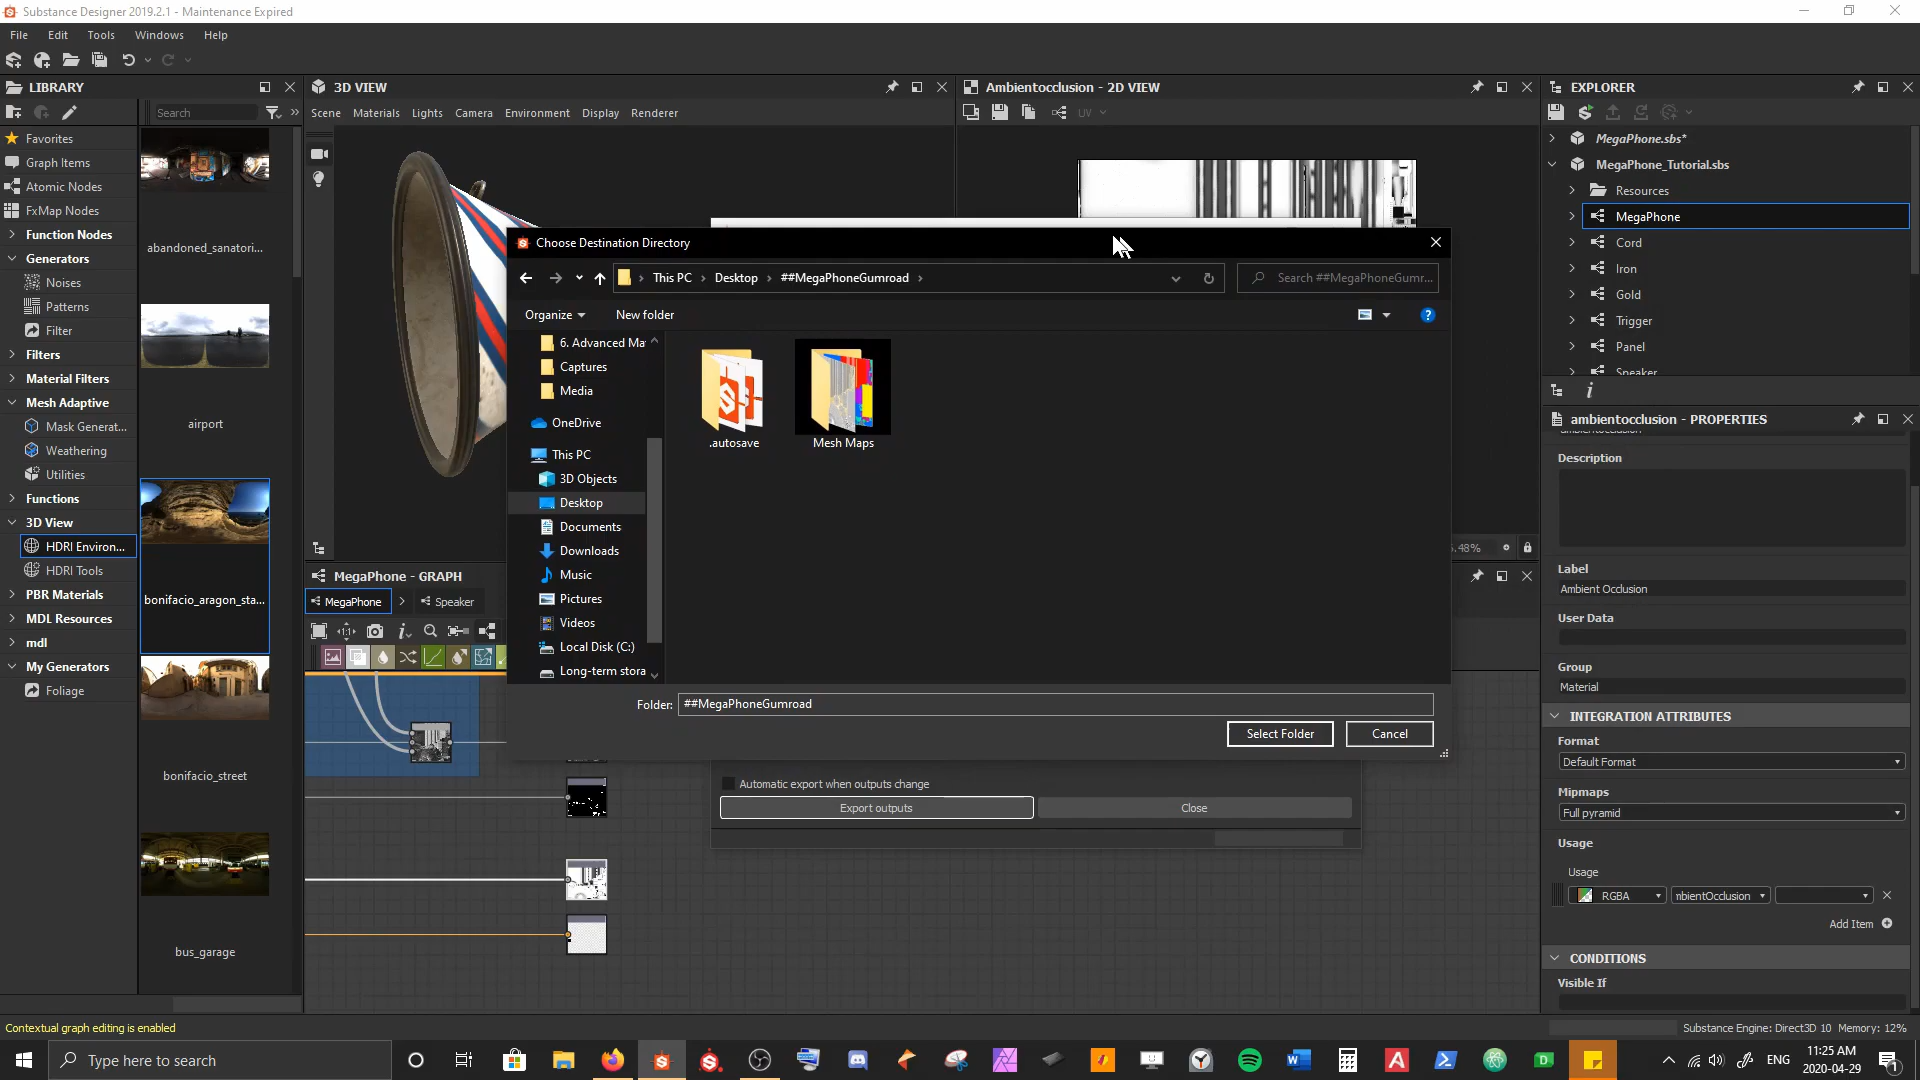 Substance Designer 2019.2.1 - Maintenance Expired
File Edit Tools Windows Help
LIBRARY
Search
Favorites
Graph Items
Atomic Nodes
FxMap Nodes
Function Nodes
Generators
Noises
Patterns
Filter
Filters
Material Filters
Mesh Adaptive
Mask Generat...
Weathering
Utilities
Functions
3D View
HDRI Environ...
HDRI Tools
PBR Materials
MDL Resources
mdl
My Generators
Foliage
abandoned_sanatori...
airport
bonifacio_aragon_sta...
bonifacio_street
bus_garage
3D VIEW
Scene Materials Lights Camera Environment Display Renderer
Ambientocclusion - 2D VIEW
UV
Choose Destination Directory
This PC Desktop ##MegaPhoneGumroad
Search ##MegaPhoneGumr...
Organize New folder
6. Advanced Ma
Captures
Media
OneDrive
This PC
3D Objects
Desktop
Documents
Downloads
Music
Pictures
Videos
Local Disk (C:)
Long-term stora
.autosave
Mesh Maps
Folder: ##MegaPhoneGumroad
Select Folder Cancel
Automatic export when outputs change
Export outputs Close
MegaPhone - GRAPH
MegaPhone Speaker
.48%
EXPLORER
MegaPhone.sbs*
MegaPhone_Tutorial.sbs
Resources
MegaPhone
Cord
Iron
Gold
Trigger
Panel
Speaker
ambientocclusion - PROPERTIES
Description
Label
Ambient Occlusion
User Data
Group
Material
INTEGRATION ATTRIBUTES
Format
Default Format
Mipmaps
Full pyramid
Usage
Usage
RGBA mbientOcclusion
Add Item
CONDITIONS
Visible If
Contextual graph editing is enabled
Substance Engine: Direct3D 10 Memory: 12%
Type here to search
ENG
11:25 AM
2020-04-29